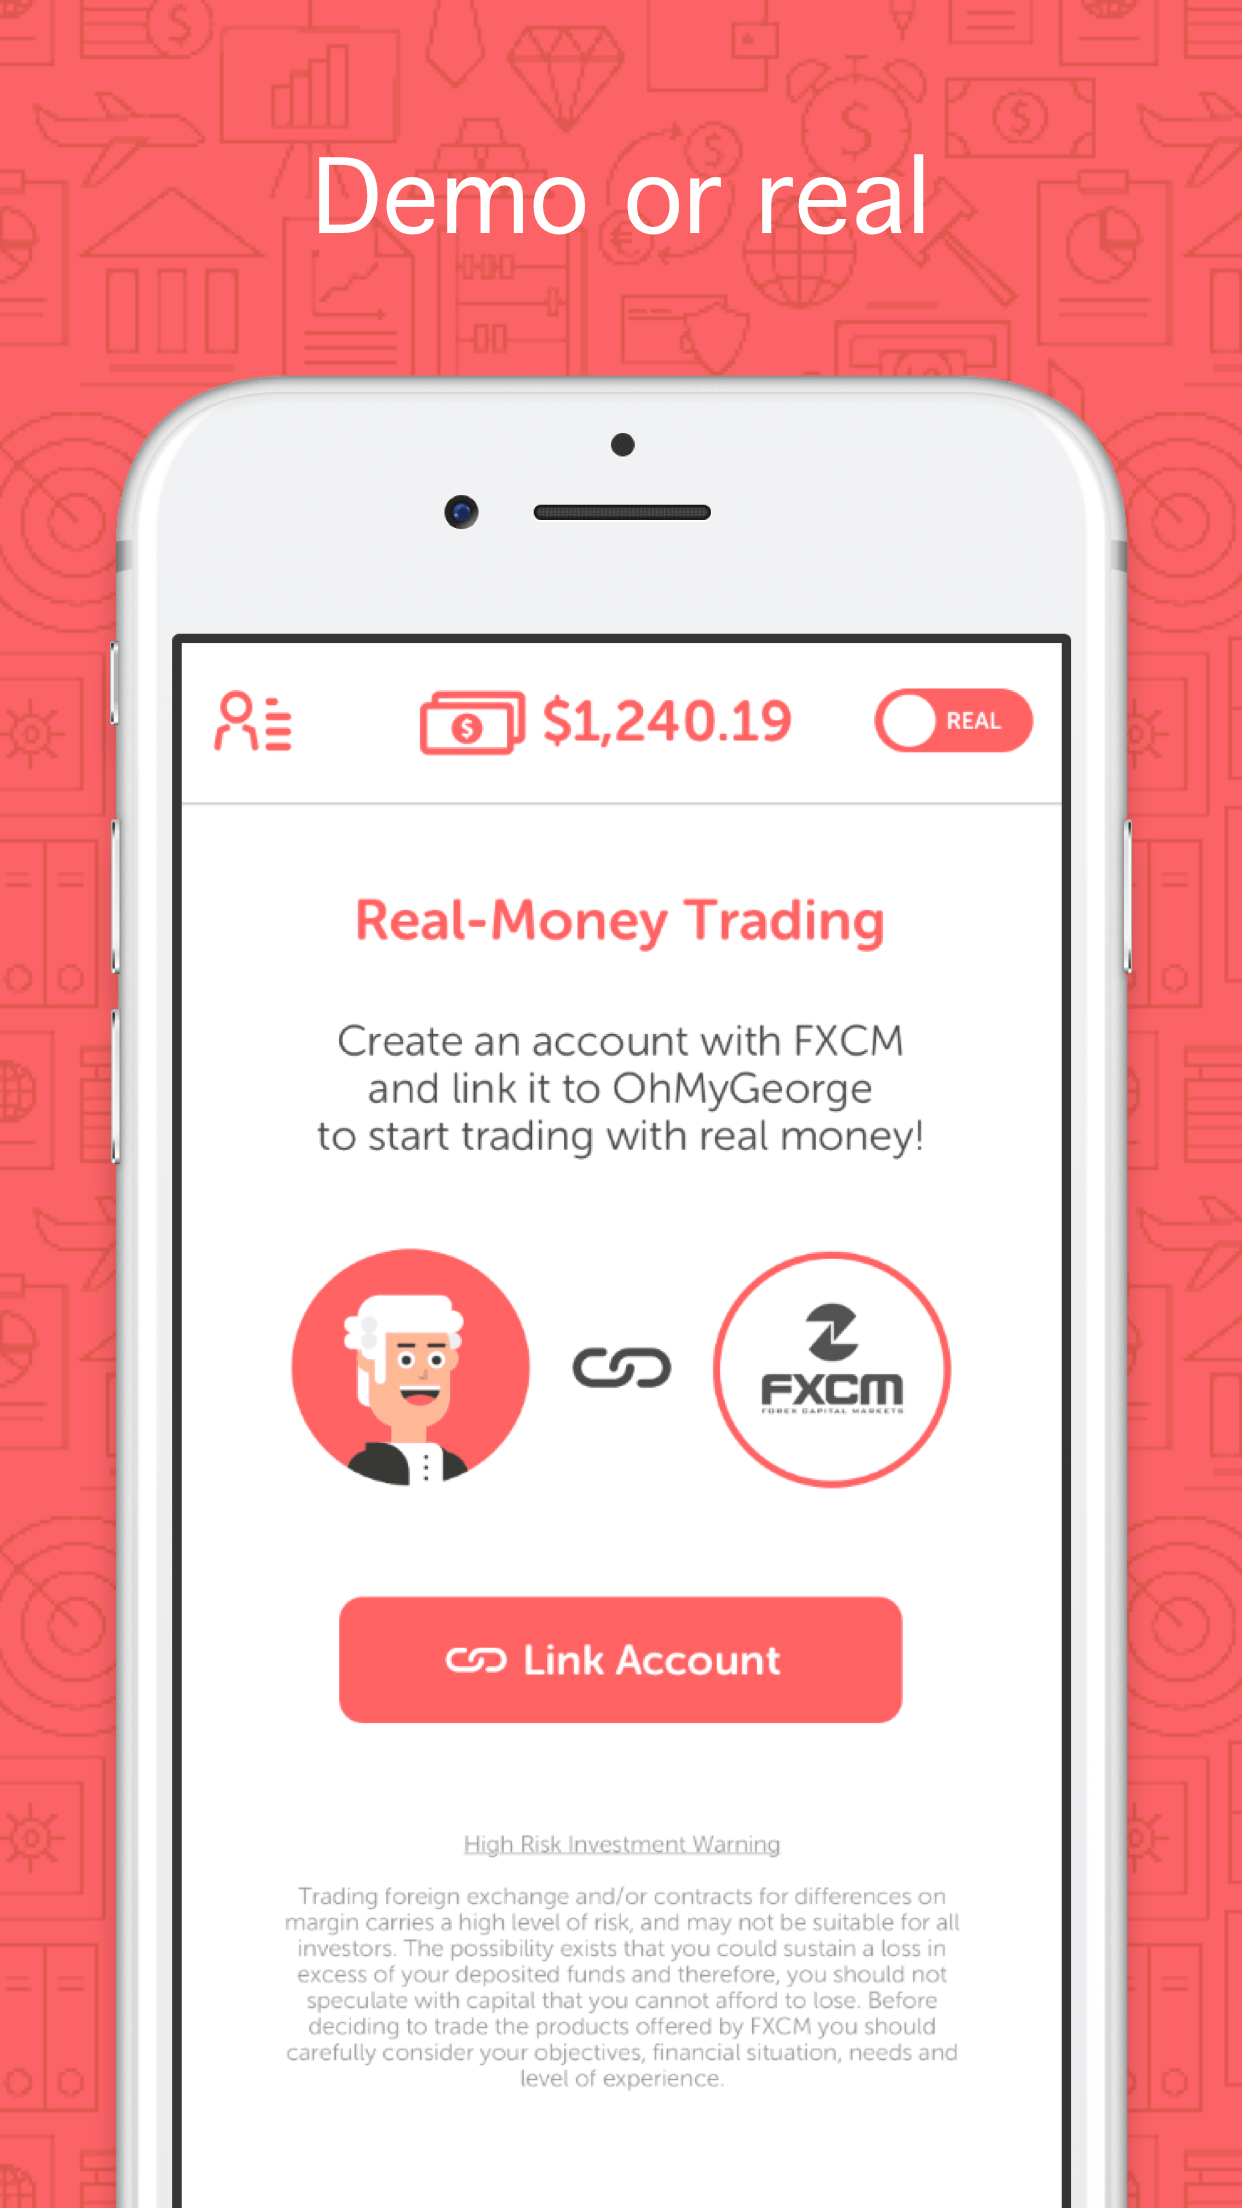 Demo or real
$1,240.19
REAL
Real-Money Trading
Create an account with FXCM
and link it to OhMyGeorge
to start trading with real money!
FXCM
FOREX CAPITAL MARKETS
Link Account
High Risk Investment Warning
Trading foreign exchange and/or contracts for differences on
margin carries a high level of risk, and may not be suitable for all
investors. The possibility exists that you could sustain a loss in
excess of your deposited funds and therefore, you should not
speculate with capital that you cannot afford to lose. Before
deciding to trade the products offered by FXCM you should
carefully consider your objectives, financial situation, needs and
level of experience.